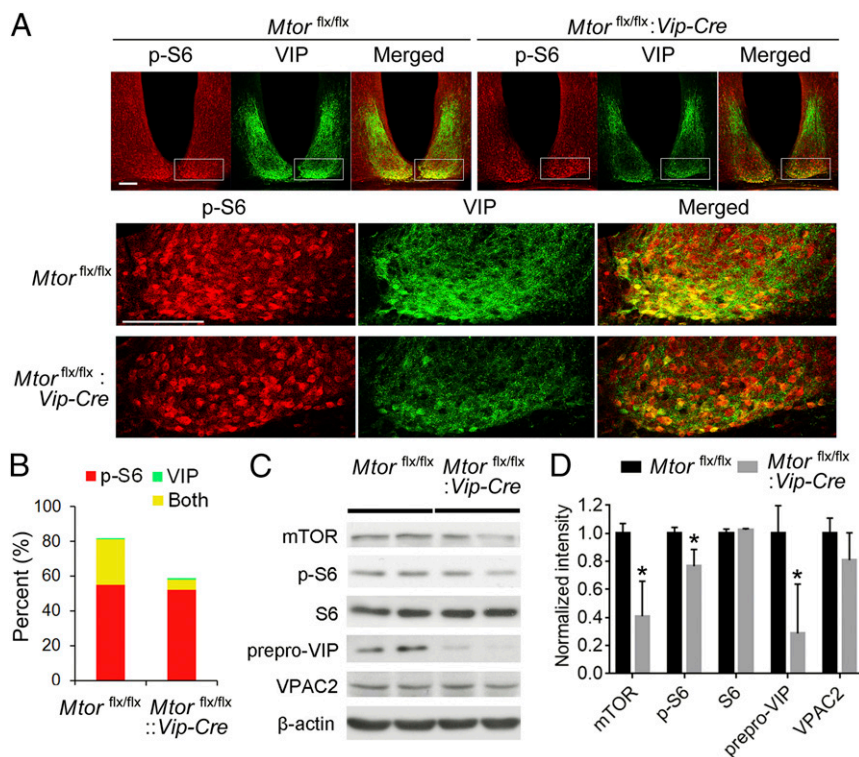 A
Mtor flx/flx
Mtor flx/flx:Vip-Cre
p-S6 VIP Merged p-S6 VIP Merged
p-S6 VIP Merged
Mtor flx/flx
Mtor flx/flx :
Vip-Cre
B
p-S6 VIP
Both
Percent (%)
100
80
60
40
20
0
Mtor flx/flx
Mtor flx/flx
::Vip-Cre
C
Mtor flx/flx
Mtor flx/flx
:Vip-Cre
mTOR
p-S6
S6
prepro-VIP
VPAC2
β-actin
D
Mtor flx/flx
Mtor flx/flx
:Vip-Cre
Normalized intensity
1.2
1.0
0.8
0.6
0.4
0.2
0.0
* * *
mTOR
p-S6
S6
prepro-VIP
VPAC2